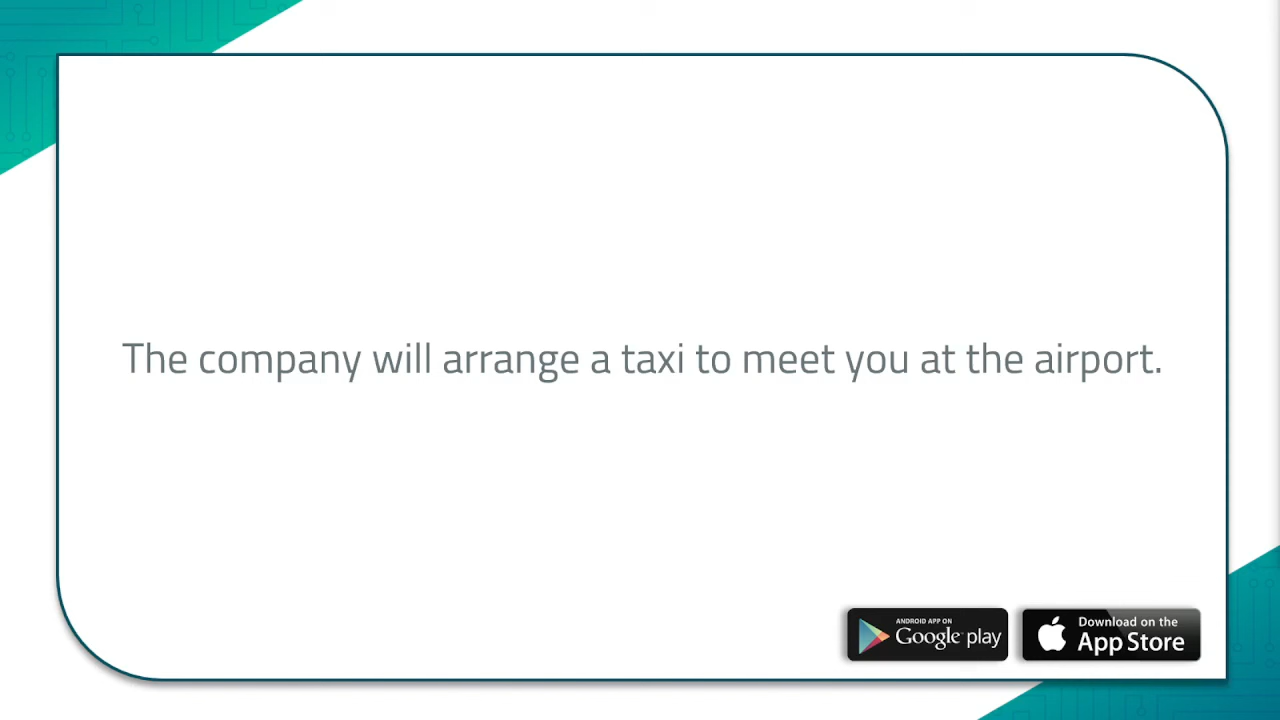 The company will arrange a taxi to meet you at the airport.
ANDROID APP ON
Google play
Download on the
App Store